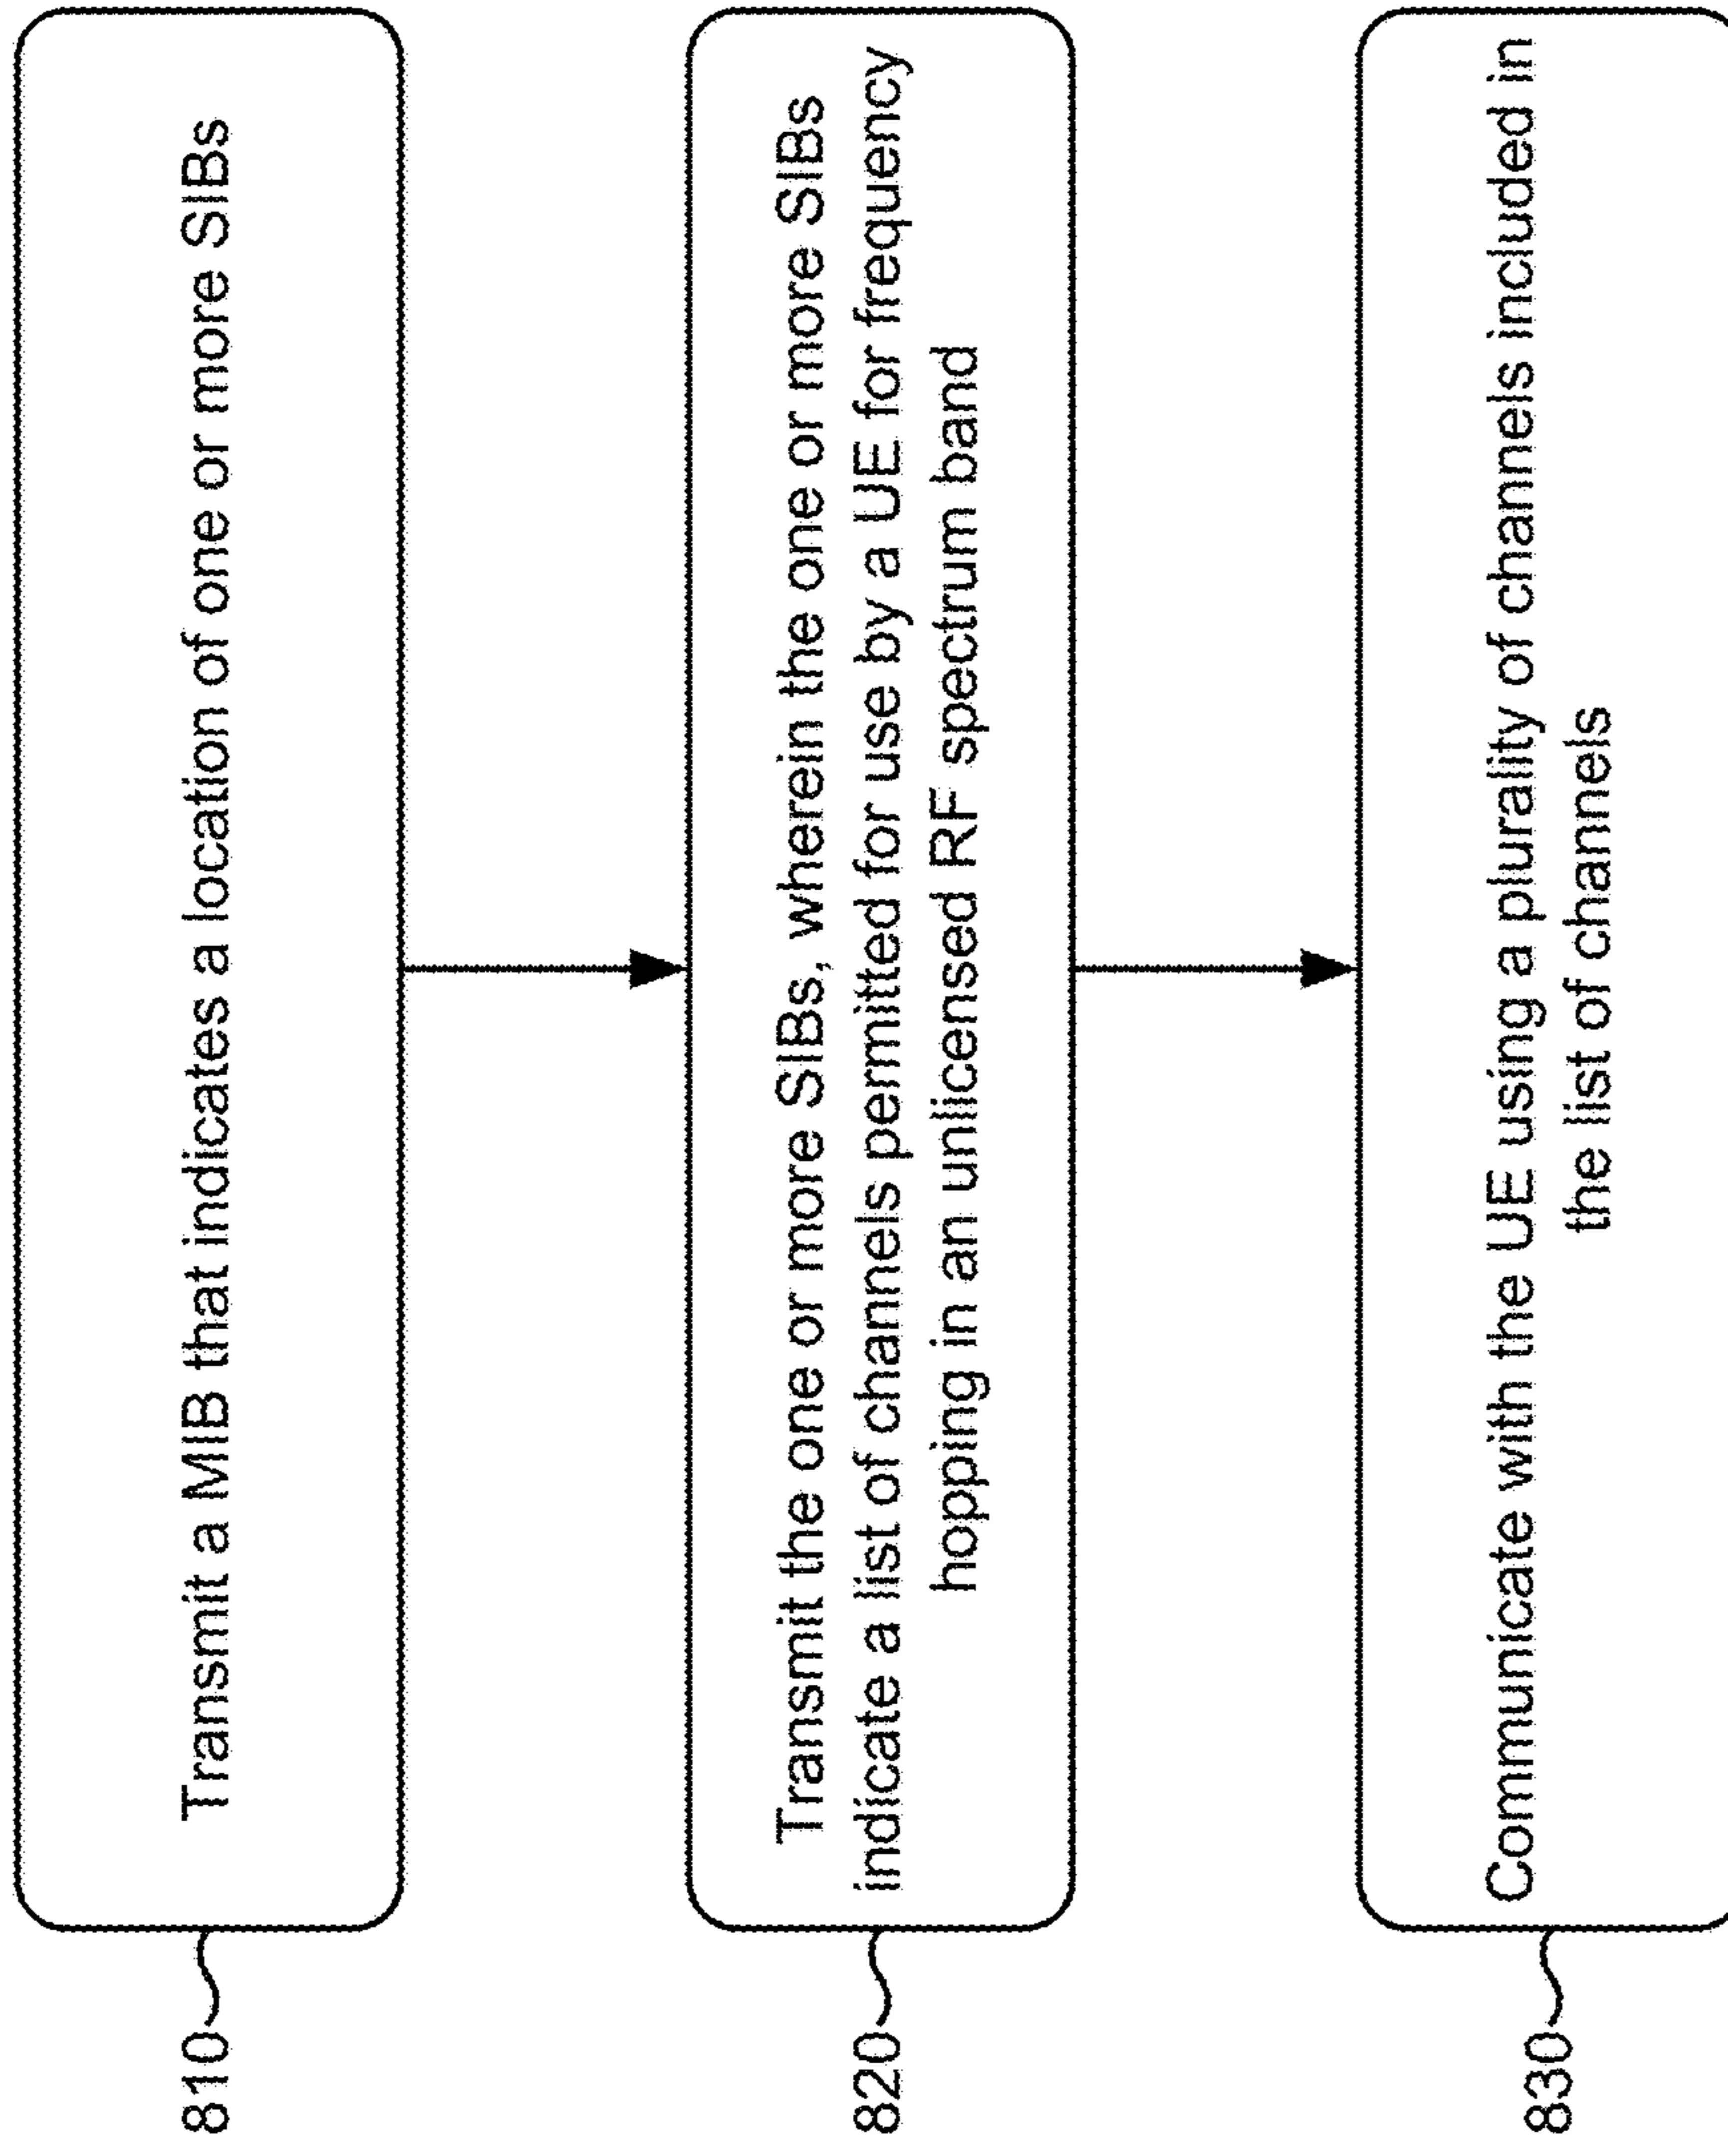 810
Transmit a MIB that indicates a location of one or more SIBs
820
Transmit the one or more SIBs, wherein the one or more SIBs
indicate a list of channels permitted for use by a UE for frequency
hopping in an unlicensed RF spectrum band
830
Communicate with the UE using a plurality of channels included in
the list of channels